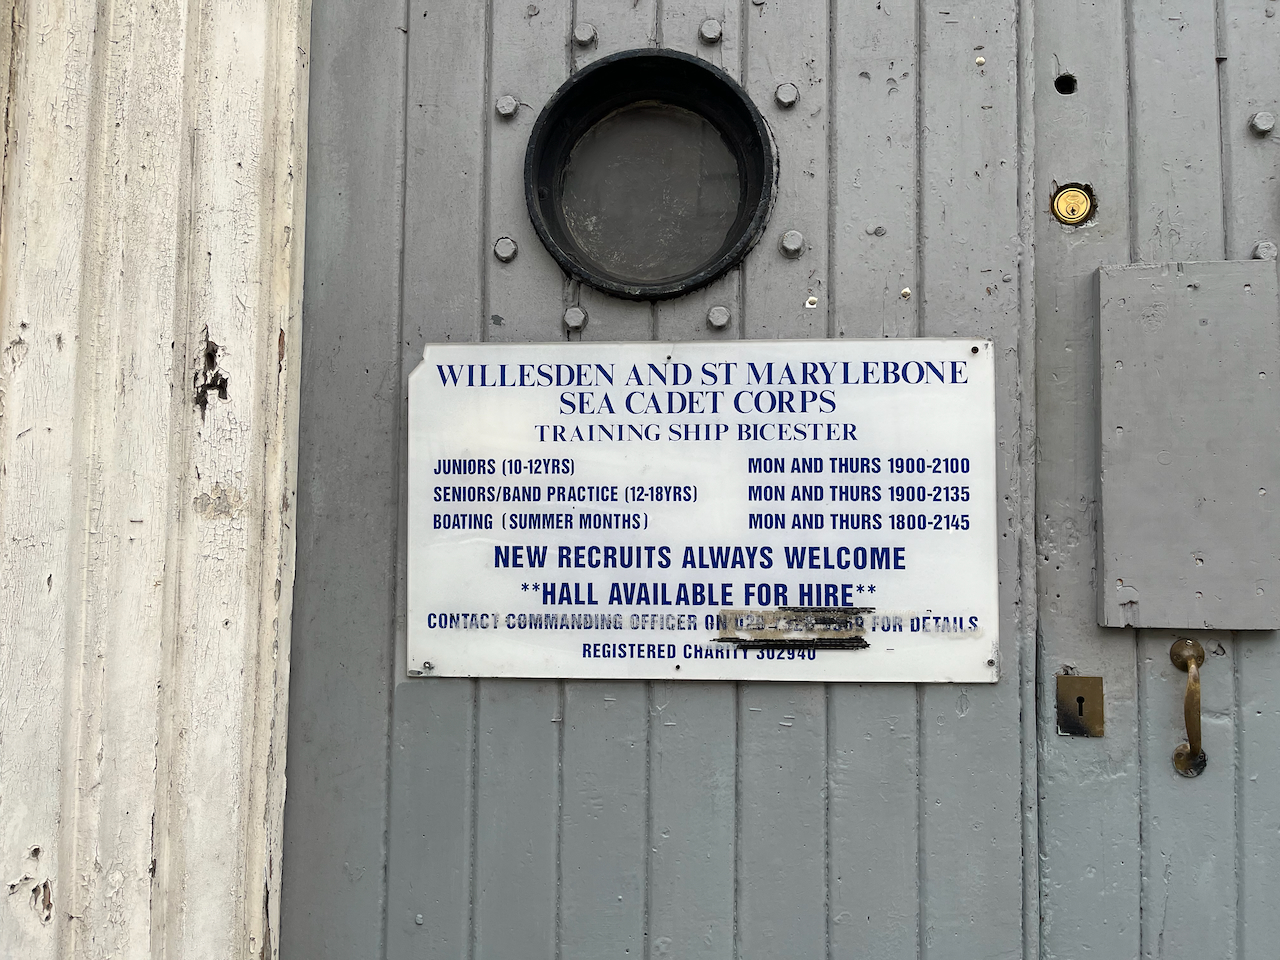 WILLESDEN AND ST MARYLEBONE
SEA CADET CORPS
TRAINING SHIP BICESTER
JUNIORS (10-12YRS) MON AND THURS 1900-2100
SENIORS/BAND PRACTICE (12-18YRS) MON AND THURS 1900-2135
BOATING (SUMMER MONTHS) MON AND THURS 1800-2145
NEW RECRUITS ALWAYS WELCOME
**HALL AVAILABLE FOR HIRE**
CONTACT COMMANDING OFFICER ON FOR DETAILS
REGISTERED CHARITY 302940